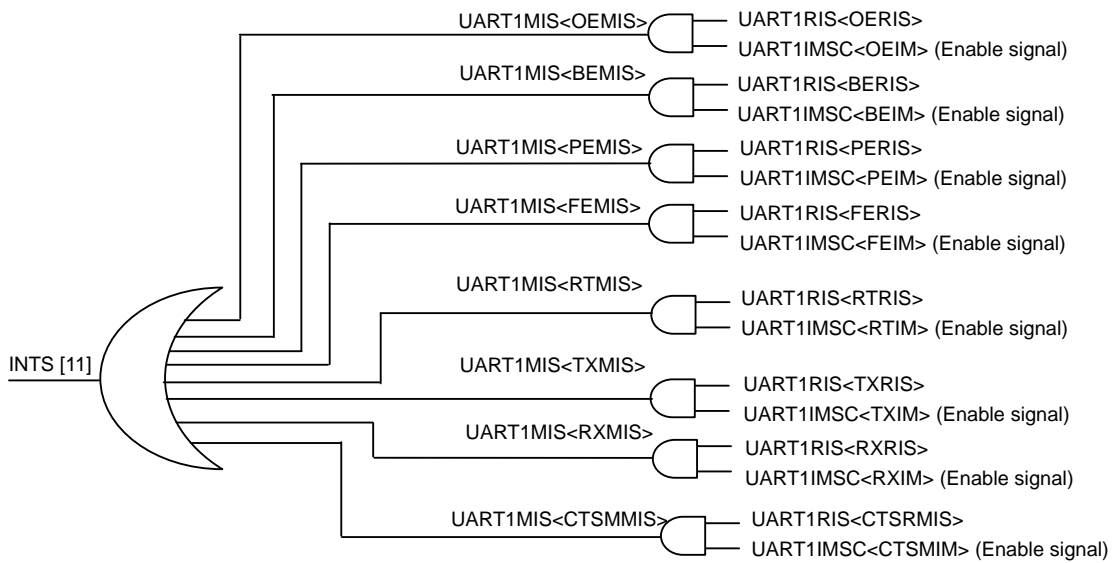 UART1MIS<OEMIS>
UART1RIS<OERIS>
UART1IMSC<OEIM> (Enable signal)
UART1MIS<BEMIS>
UART1RIS<BERIS>
UART1IMSC<BEIM> (Enable signal)
UART1MIS<PEMIS>
UART1RIS<PERIS>
UART1IMSC<PEIM> (Enable signal)
UART1MIS<FEMIS>
UART1RIS<FERIS>
UART1IMSC<FEIM> (Enable signal)
UART1MIS<RTMIS>
UART1RIS<RTRIS>
UART1IMSC<RTIM> (Enable signal)
INTS [11]
UART1MIS<TXMIS>
UART1RIS<TXRIS>
UART1IMSC<TXIM> (Enable signal)
UART1MIS<RXMIS>
UART1RIS<RXRIS>
UART1IMSC<RXIM> (Enable signal)
UART1MIS<CTSMMIS>
UART1RIS<CTSRMIS>
UART1IMSC<CTSMIM> (Enable signal)